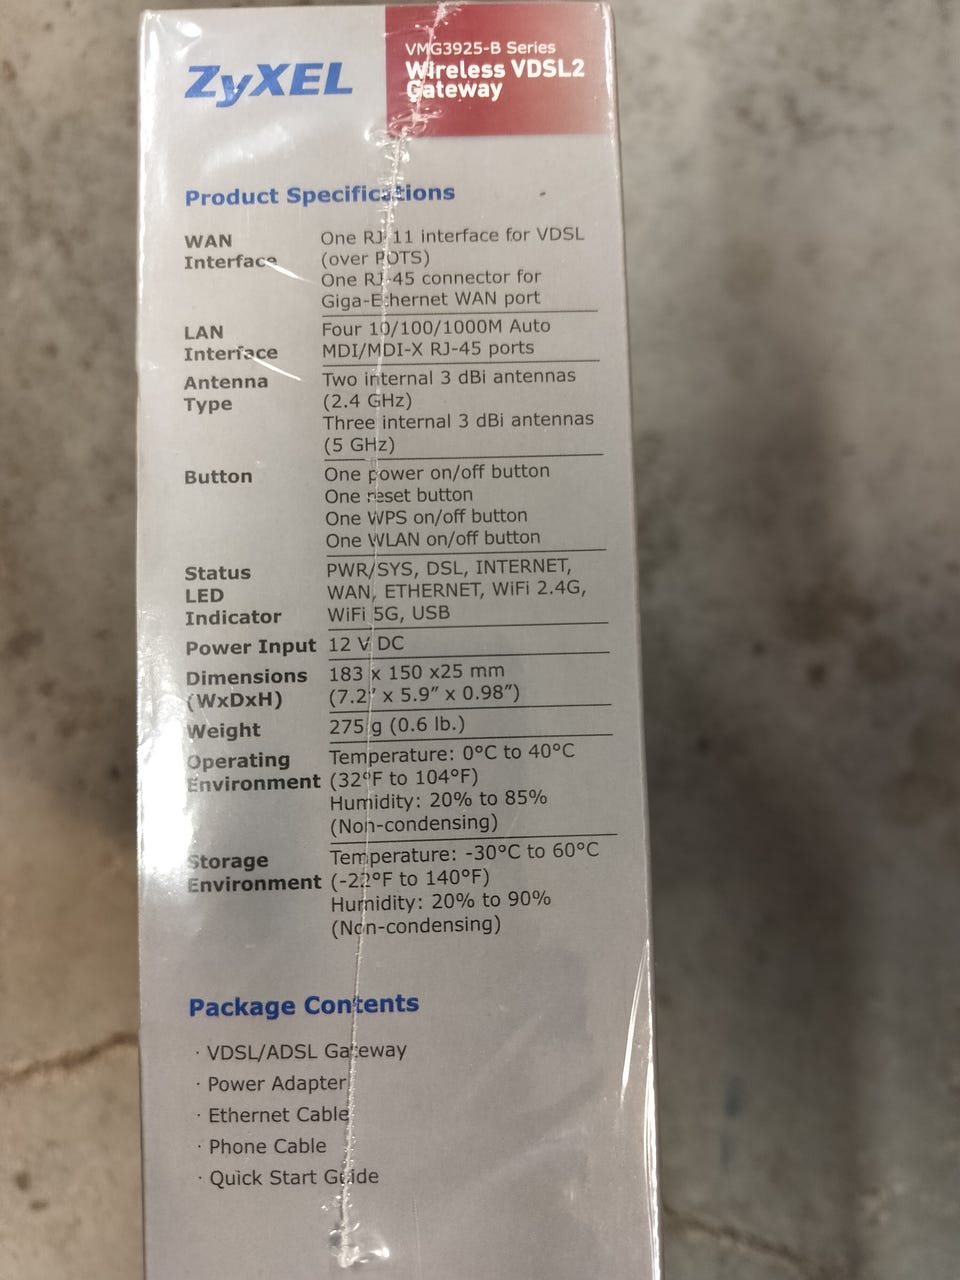 ZyXEL
VMG3925-B Series
Wireless VDSL2
Gateway
Product Specifications
WAN
Interface
One RJ-11 interface for VDSL
(over POTS)
One RJ-45 connector for
Giga-Ethernet WAN port
LAN
Interface
Four 10/100/1000M Auto
MDI/MDI-X RJ-45 ports
Antenna
Type
Two internal 3 dBi antennas
(2.4 GHz)
Three internal 3 dBi antennas
(5 GHz)
Button
One power on/off button
One reset button
One WPS on/off button
One WLAN on/off button
Status
LED
Indicator
PWR/SYS, DSL, INTERNET,
WAN, ETHERNET, WiFi 2.4G,
WiFi 5G, USB
Power Input
12 V DC
Dimensions
(WxDxH)
183 x 150 x25 mm
(7.2” x 5.9” x 0.98”)
Weight
275 g (0.6 lb.)
Operating
Environment
Temperature: 0°C to 40°C
(32°F to 104°F)
Humidity: 20% to 85%
(Non-condensing)
Storage
Environment
Temperature: -30°C to 60°C
(-22°F to 140°F)
Humidity: 20% to 90%
(Non-condensing)
Package Contents
· VDSL/ADSL Gateway
· Power Adapter
· Ethernet Cable
· Phone Cable
· Quick Start Guide